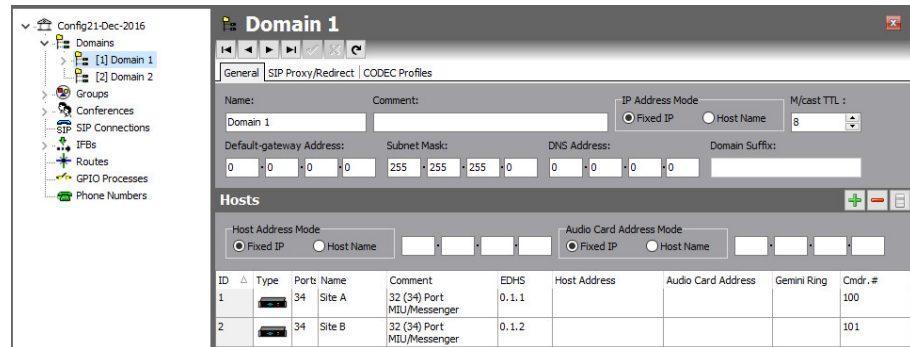 Config21-Dec-2016
Domains
[1] Domain 1
[2] Domain 2
Groups
Conferences
SIP SIP Connections
IFBs
Routes
GPIO Processes
Phone Numbers
Domain 1
General SIP Proxy/Redirect CODEC Profiles
Name: Comment: IP Address Mode M/cast TTL :
Domain 1 Fixed IP Host Name 8
Default-gateway Address: Subnet Mask: DNS Address: Domain Suffix:
0 . 0 . 0 . 0 255 . 255 . 255 . 0 0 . 0 . 0 . 0
Hosts
Host Address Mode Audio Card Address Mode
Fixed IP Host Name . . . Fixed IP Host Name . . .
ID Type Ports Name Comment EDHS Host Address Audio Card Address Gemini Ring Cmdr.#
1 34 Site A 32 (34) Port 0.1.1 100
MIU/Messenger
2 34 Site B 32 (34) Port 0.1.2 101
MIU/Messenger